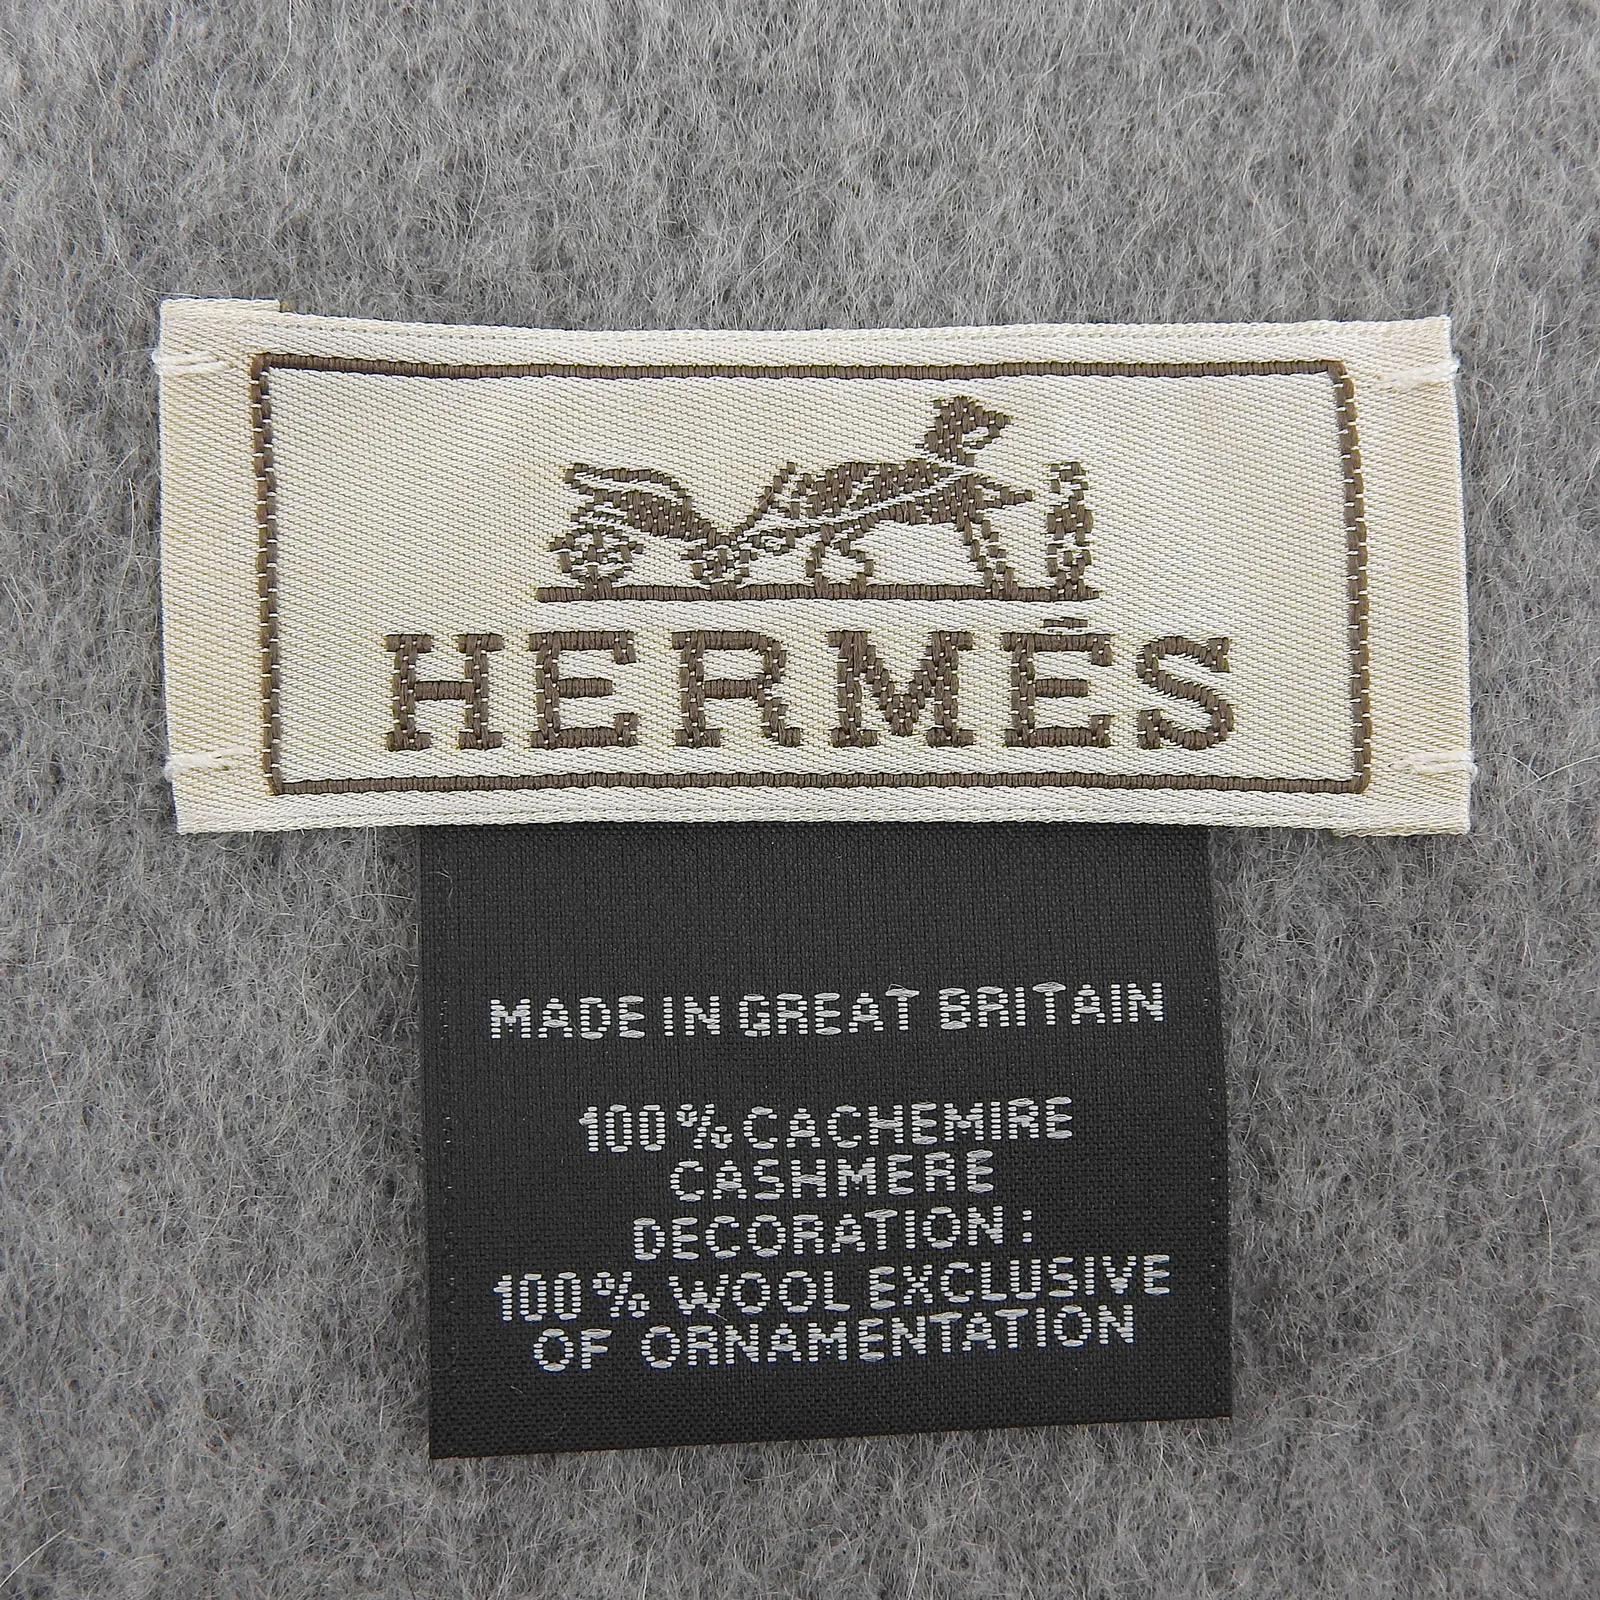 HERMÈS
MADE IN GREAT BRITAIN
100% CACHEMIRE
CASHMERE
DECORATION:
100% WOOL EXCLUSIVE
OF ORNAMENTATION